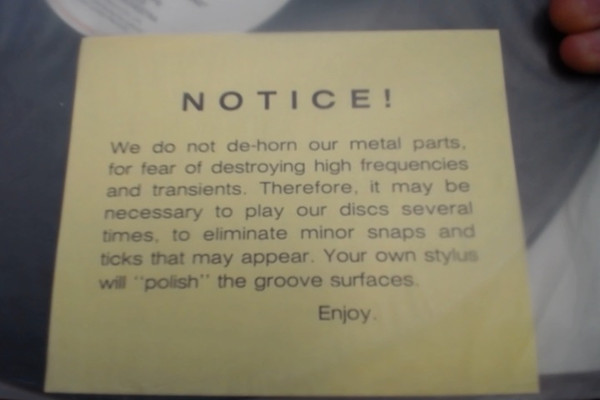 NOTICE!
We do not de-horn our metal parts,
for fear of destroying high frequencies
and transients. Therefore, it may be
necessary to play our discs several
times, to eliminate minor snaps and
ticks that may appear. Your own stylus
will "polish" the groove surfaces.
Enjoy.